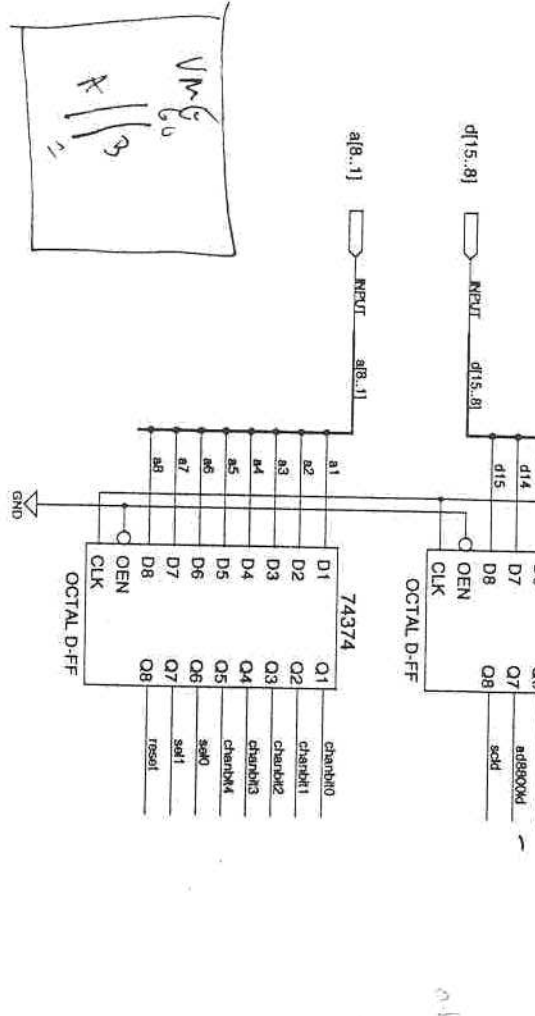 d14 D7 Q7
d15 D8 Q8
d[15..8] INPUT d[15..8]
OEN
CLK
OCTAL D-FF
a[8..1] INPUT a[8..1]
74374
a1 D1 Q1 chanbit0
a2 D2 Q2 chanbit1
a3 D3 Q3 chanbit2
a4 D4 Q4 chanbit3
a5 D5 Q5 chanbit4
a6 D6 Q6 sel0
a7 D7 Q7 sel1
a8 D8 Q8 reset
OEN
CLK
OCTAL D-FF
GND
A
B